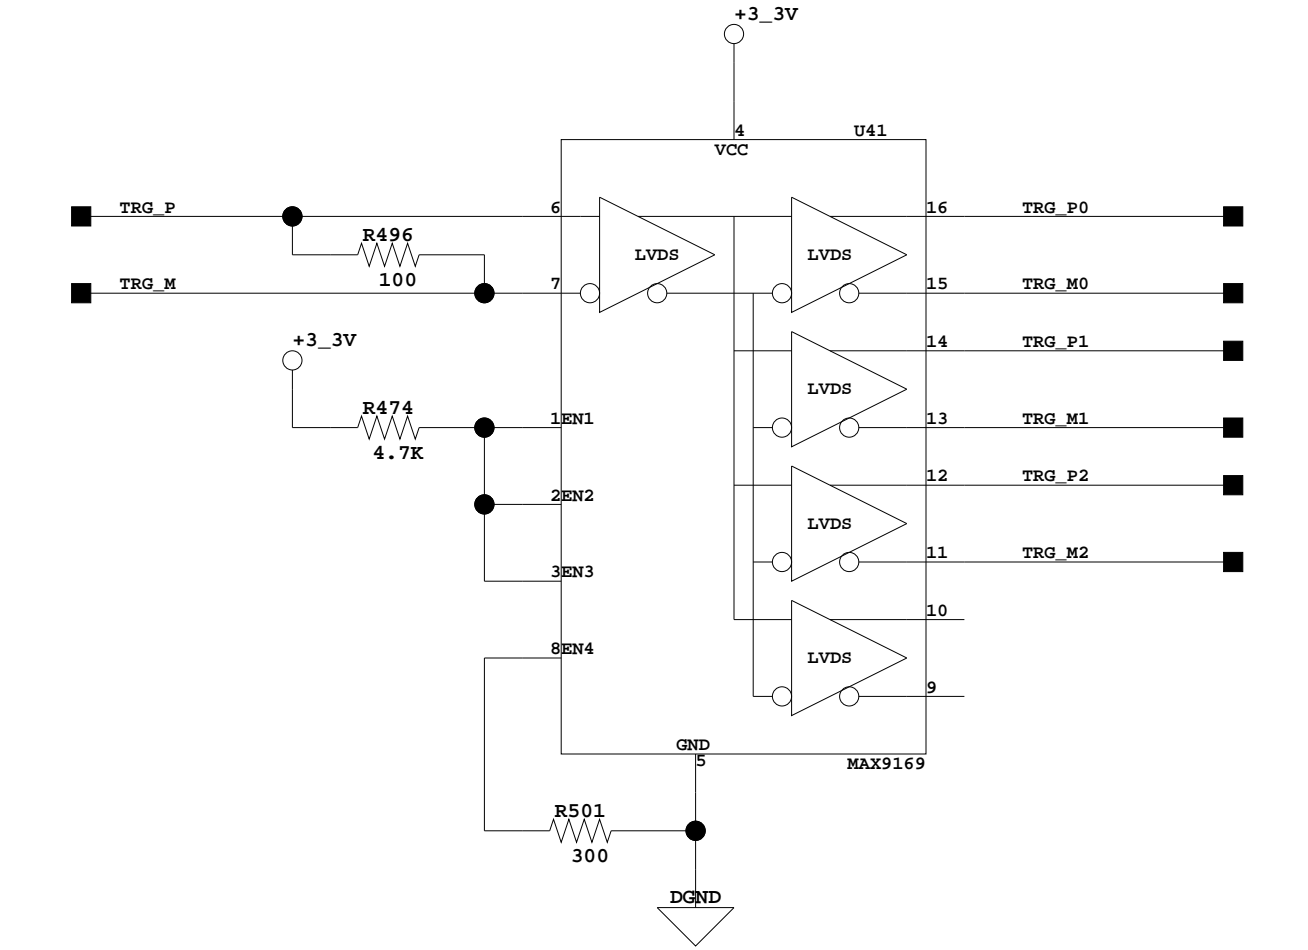 +3_3V
4
U41
VCC
TRG_P
6
16
TRG_P0
R496
LVDS
LVDS
100
TRG_M
7
15
TRG_M0
+3_3V
14
TRG_P1
LVDS
R474
1EN1
13
TRG_M1
4.7K
12
TRG_P2
2EN2
LVDS
11
TRG_M2
3EN3
10
8EN4
LVDS
9
GND
5
MAX9169
R501
300
DGND